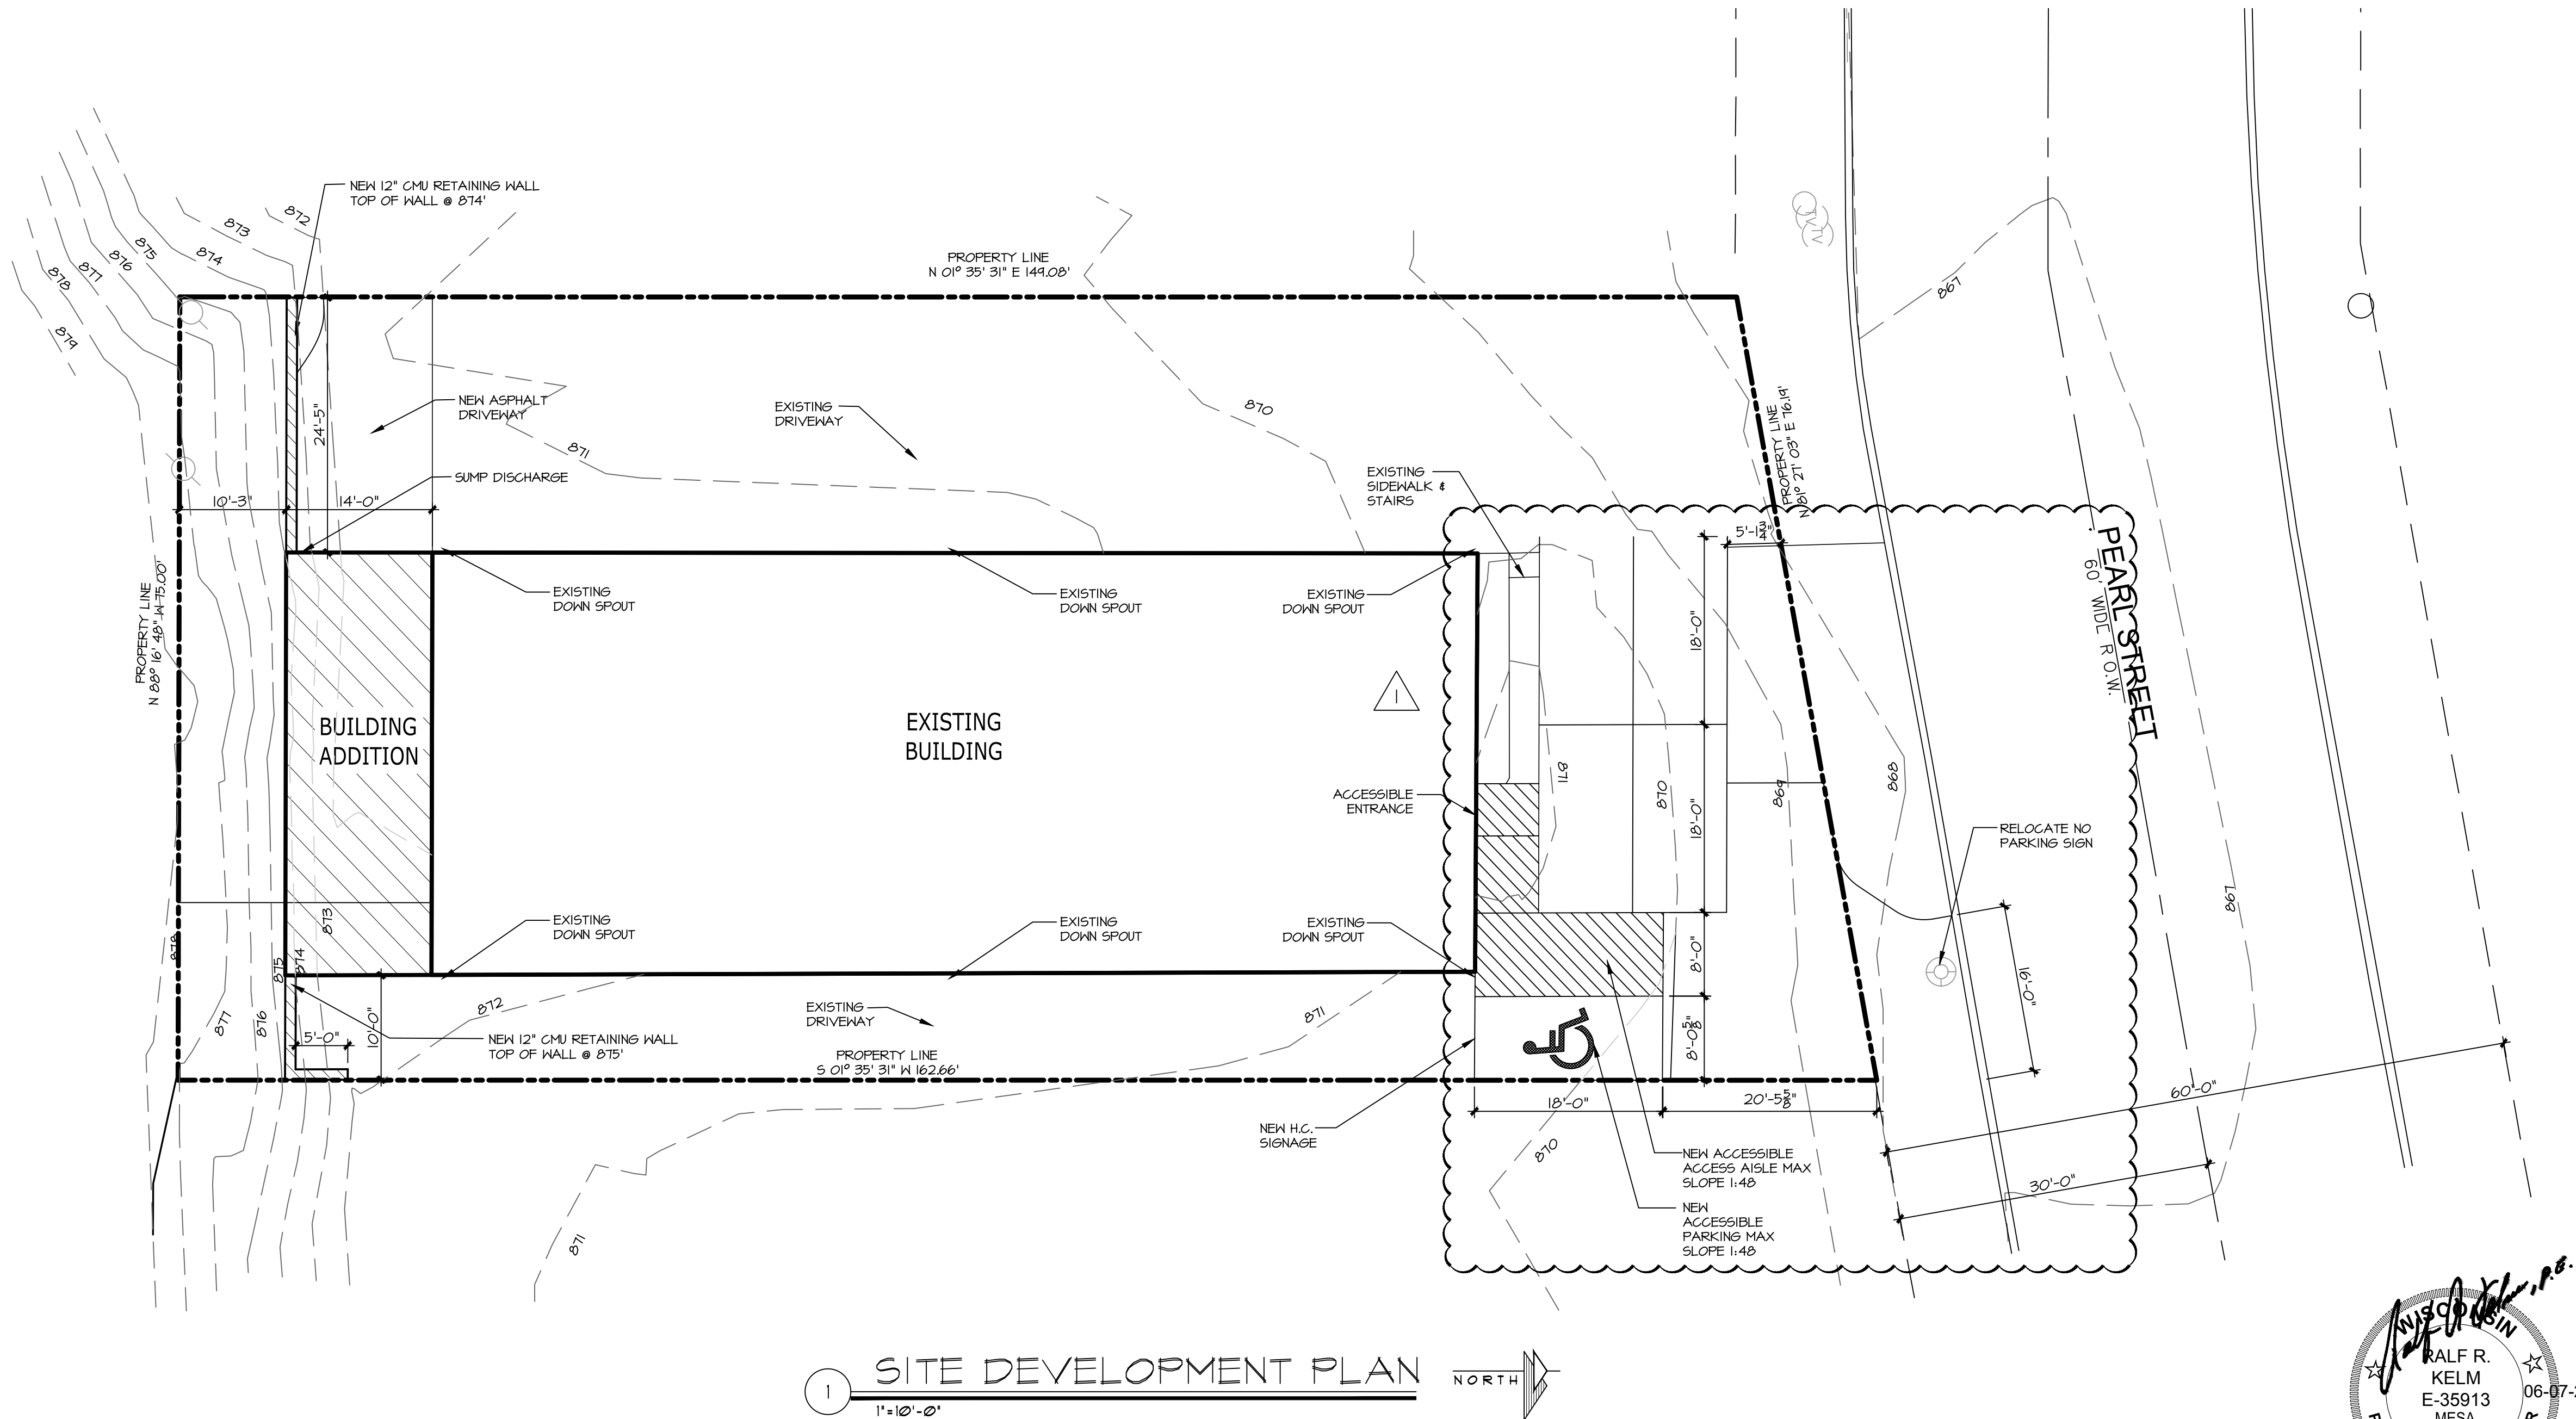 NEW 12" CMU RETAINING WALL
TOP OF WALL @ 874'
872
873
874
875
876
877
878
879
PROPERTY LINE
N 01° 35' 31" E 149.08'
TV
867
NEW ASPHALT
DRIVEWAY
24'-5"
EXISTING
DRIVEWAY
870
871
PROPERTY LINE
N 81° 27' 03" E 76.19'
SUMP DISCHARGE
10'-3"
14'-0"
EXISTING
SIDEWALK &
STAIRS
5'-1 3/4"
PEARL STREET
60' WIDE R.O.W.
PROPERTY LINE
N 88° 16' 48" W 75.00'
EXISTING
DOWN SPOUT
EXISTING
DOWN SPOUT
EXISTING
DOWN SPOUT
18'-0"
1
BUILDING
ADDITION
EXISTING
BUILDING
871
870
869
868
ACCESSIBLE
ENTRANCE
18'-0"
RELOCATE NO
PARKING SIGN
867
873
874
875
876
877
878
EXISTING
DOWN SPOUT
EXISTING
DOWN SPOUT
EXISTING
DOWN SPOUT
8'-0"
16'-0"
872
EXISTING
DRIVEWAY
871
10'-0"
5'-0"
NEW 12" CMU RETAINING WALL
TOP OF WALL @ 875'
PROPERTY LINE
S 01° 35' 31" W 162.66'
8'-0 5/8"
18'-0"
20'-5 5/8"
60'-0"
30'-0"
NEW H.C.
SIGNAGE
870
NEW ACCESSIBLE
ACCESS AISLE MAX
SLOPE 1:48
NEW
ACCESSIBLE
PARKING MAX
SLOPE 1:48
871
1
SITE DEVELOPMENT PLAN
1"=10'-0"
NORTH
WISCONSIN
RALF R.
KELM
E-35913
MESA
06-07-2